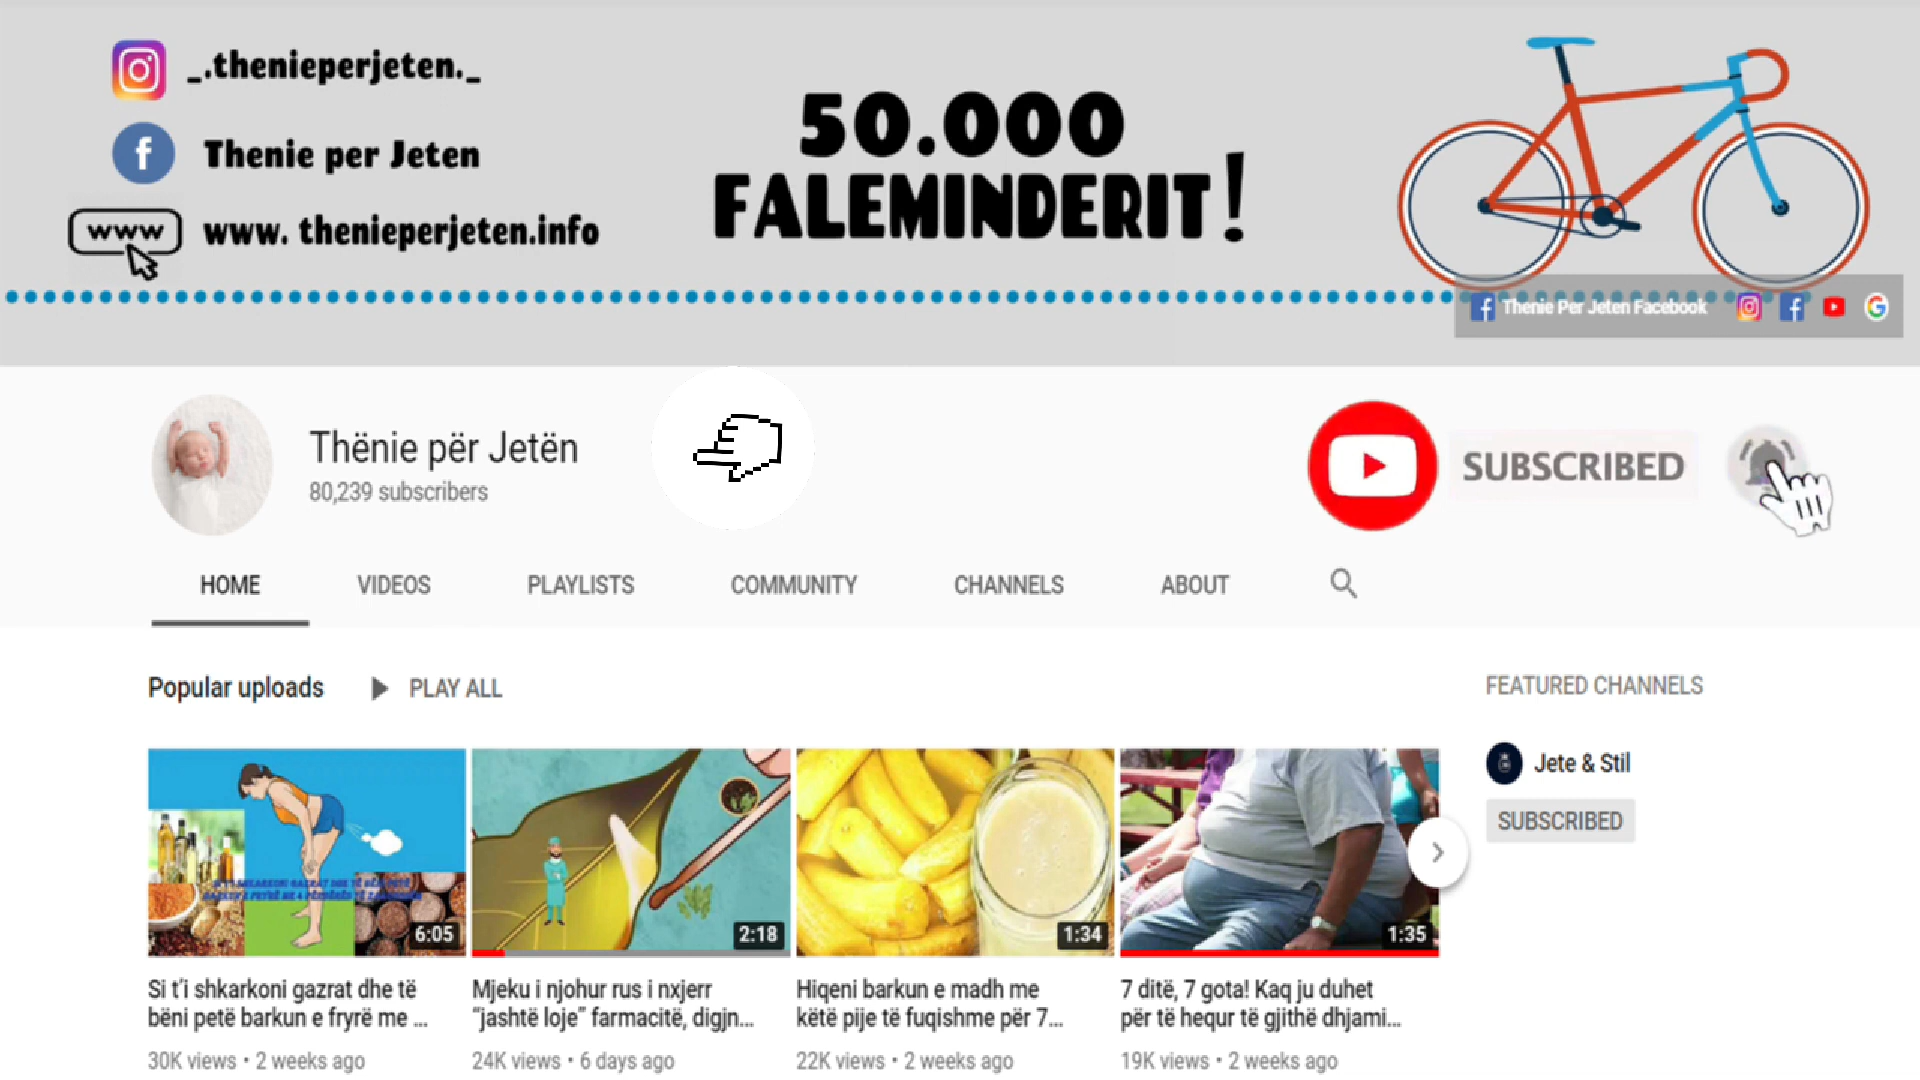 _.thenieperjeten._
50.000
f Thenie per Jeten
FALEMINDERIT!
www www. thenieperjeten.info
f Thenie Per Jeten Facebook f G
Thënie për Jetën
80,239 subscribers
SUBSCRIBED
HOME VIDEOS PLAYLISTS COMMUNITY CHANNELS ABOUT
Popular uploads PLAY ALL
FEATURED CHANNELS
Jete & Stil
SUBSCRIBED
6:05
2:18
1:34
1:35
Si t'i shkarkoni gazrat dhe të
bëni petë barkun e fryrë me ...
30K views • 2 weeks ago
Mjeku i njohur rus i nxjerr
"jashtë loje" farmacitë, digjn...
24K views • 6 days ago
Hiqeni barkun e madh me
këtë pije të fuqishme për 7...
22K views • 2 weeks ago
7 ditë, 7 gota! Kaq ju duhet
për të hequr të gjithë dhjami...
19K views • 2 weeks ago